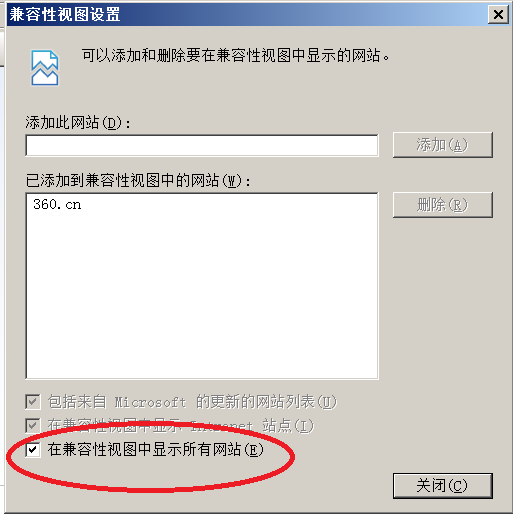 兼容性视图设置
可以添加和删除要在兼容性视图中显示的网站。
添加此网站(D):
添加(A)
已添加到兼容性视图中的网站(W):
360.cn
删除(R)
包括来自 Microsoft 的更新的网站列表(U)
在兼容性视图中显示 Intranet 站点(I)
在兼容性视图中显示所有网站(E)
关闭(C)